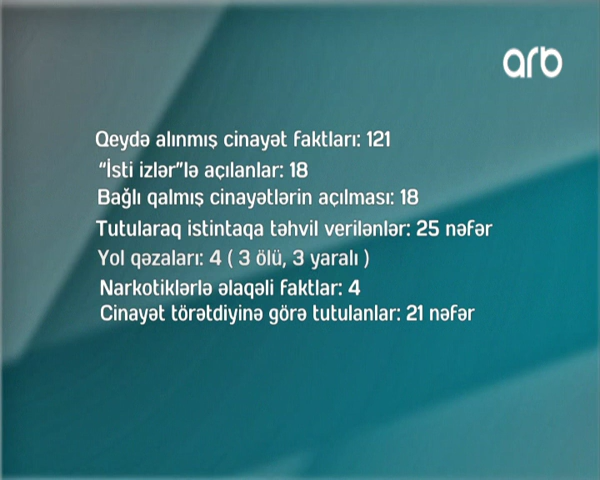 arb
Qeydə alınmış cinayət faktları: 121
"İsti izlər"lə açılanlar: 18
Bağlı qalmış cinayətlərin açılması: 18
Tutularaq istintaqa təhvil verilənlər: 25 nəfər
Yol qəzaları: 4 ( 3 ölü, 3 yaralı )
Narkotiklərlə əlaqəli faktlar: 4
Cinayət törətdiyinə görə tutulanlar: 21 nəfər